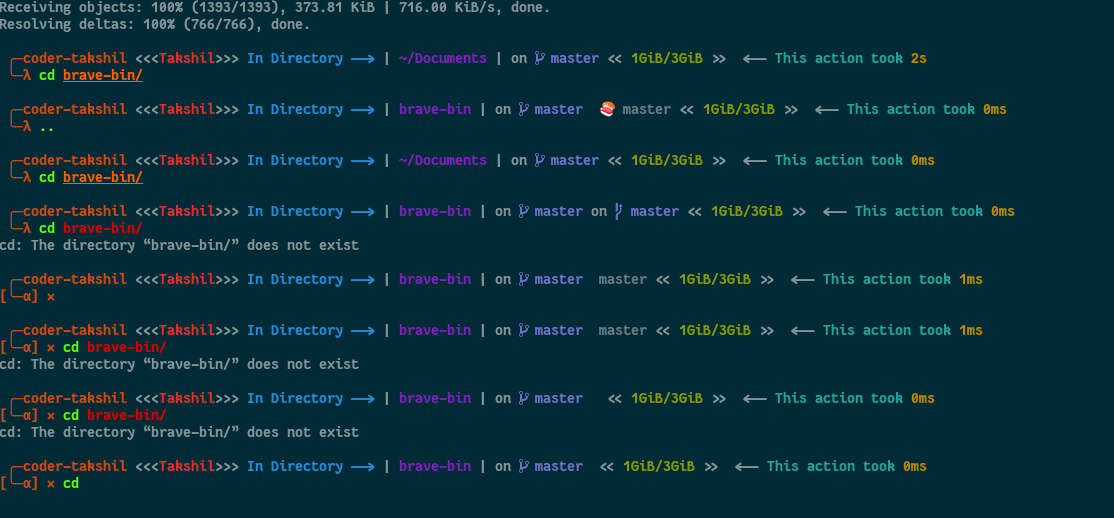 Receiving objects: 100% (1393/1393), 373.81 KiB | 716.00 KiB/s, done.
Resolving deltas: 100% (766/766), done.
╭─coder-takshil <<<Takshil>>> In Directory ⟶ | ~/Documents | on master << 1GiB/3GiB >> ⟵ This action took 2s
╰─λ cd brave-bin/
╭─coder-takshil <<<Takshil>>> In Directory ⟶ | brave-bin | on master 🍣 master << 1GiB/3GiB >> ⟵ This action took 0ms
╰─λ ..
╭─coder-takshil <<<Takshil>>> In Directory ⟶ | ~/Documents | on master << 1GiB/3GiB >> ⟵ This action took 0ms
╰─λ cd brave-bin/
╭─coder-takshil <<<Takshil>>> In Directory ⟶ | brave-bin | on master on master << 1GiB/3GiB >> ⟵ This action took 0ms
╰─λ cd brave-bin/
cd: The directory “brave-bin/” does not exist
╭─coder-takshil <<<Takshil>>> In Directory ⟶ | brave-bin | on master master << 1GiB/3GiB >> ⟵ This action took 1ms
[╰─α] ×
╭─coder-takshil <<<Takshil>>> In Directory ⟶ | brave-bin | on master master << 1GiB/3GiB >> ⟵ This action took 1ms
[╰─α] × cd brave-bin/
cd: The directory “brave-bin/” does not exist
╭─coder-takshil <<<Takshil>>> In Directory ⟶ | brave-bin | on master << 1GiB/3GiB >> ⟵ This action took 0ms
[╰─α] × cd brave-bin/
cd: The directory “brave-bin/” does not exist
╭─coder-takshil <<<Takshil>>> In Directory ⟶ | brave-bin | on master << 1GiB/3GiB >> ⟵ This action took 0ms
[╰─α] × cd